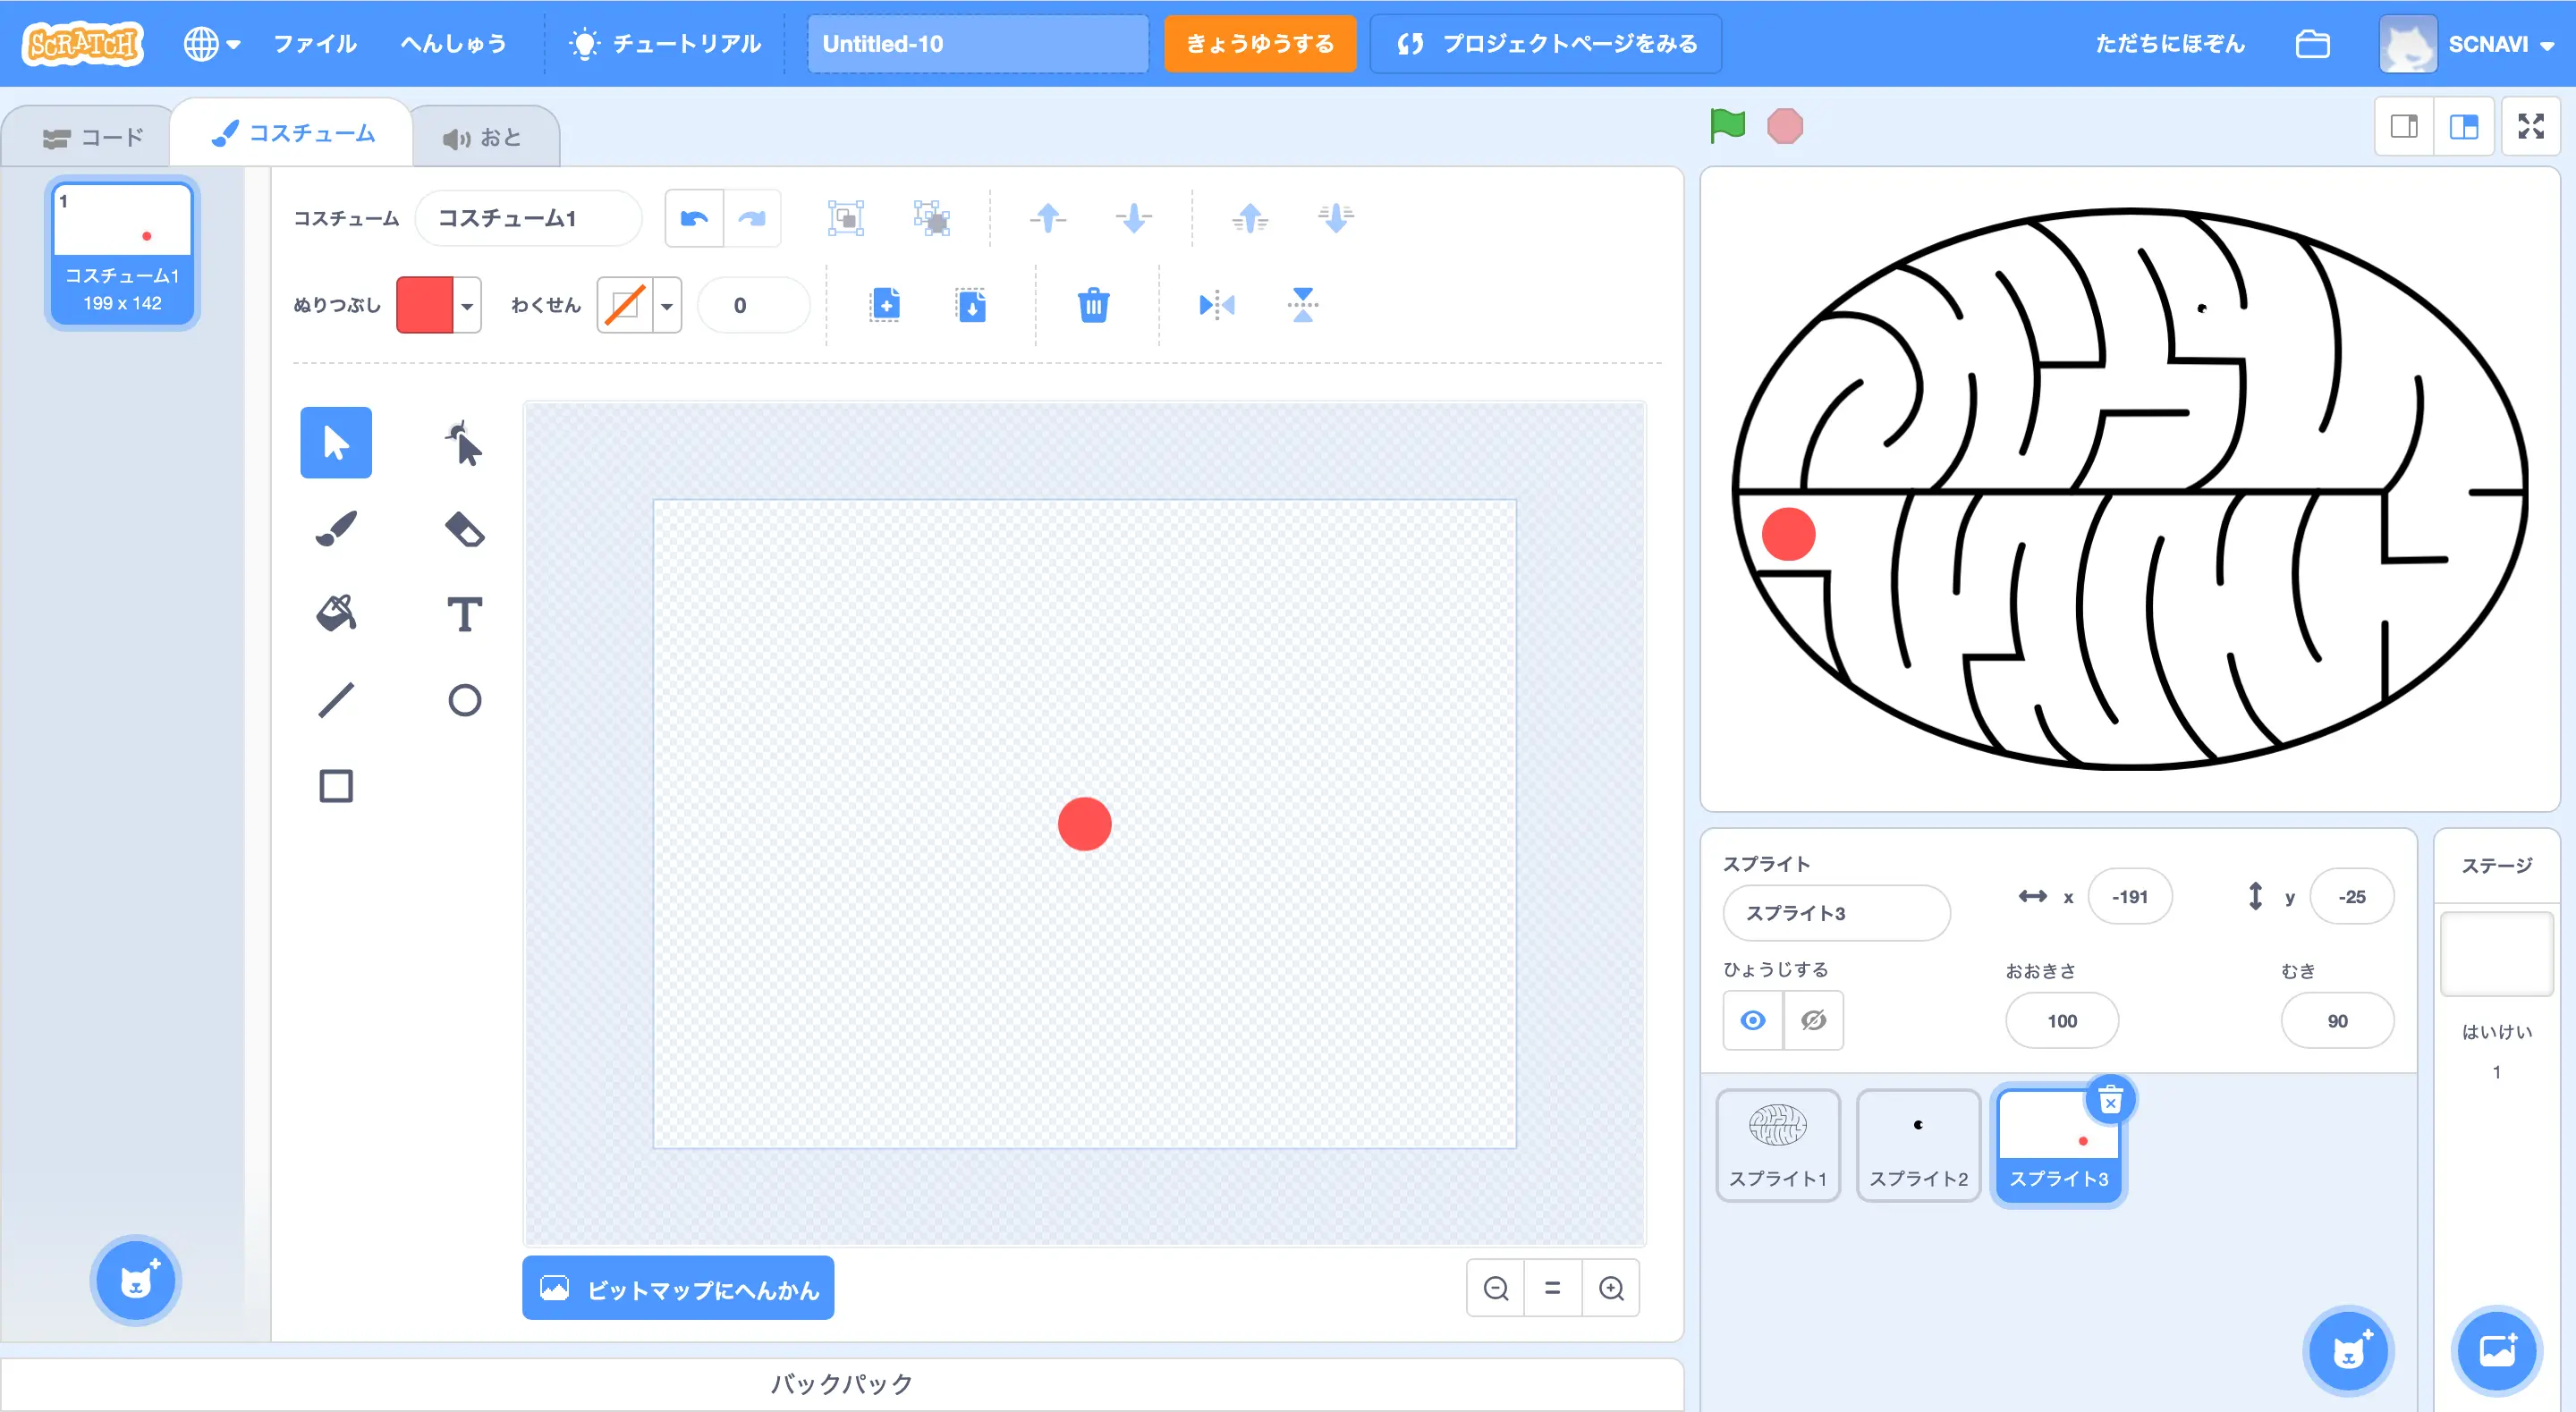 SCRATCH
ファイル
へんしゅう
チュートリアル
Untitled-10
きょうゆうする
プロジェクトページをみる
ただちにほぞん
SCNAVI
コード
コスチューム
おと
1
コスチューム1
199 x 142
コスチューム
コスチューム1
ぬりつぶし
わくせん
0
T
ビットマップにへんかん
=
バックパック
スプライト
スプライト3
x
-191
y
-25
ひょうじする
おおきさ
100
むき
90
スプライト1
スプライト2
スプライト3
ステージ
はいけい
1